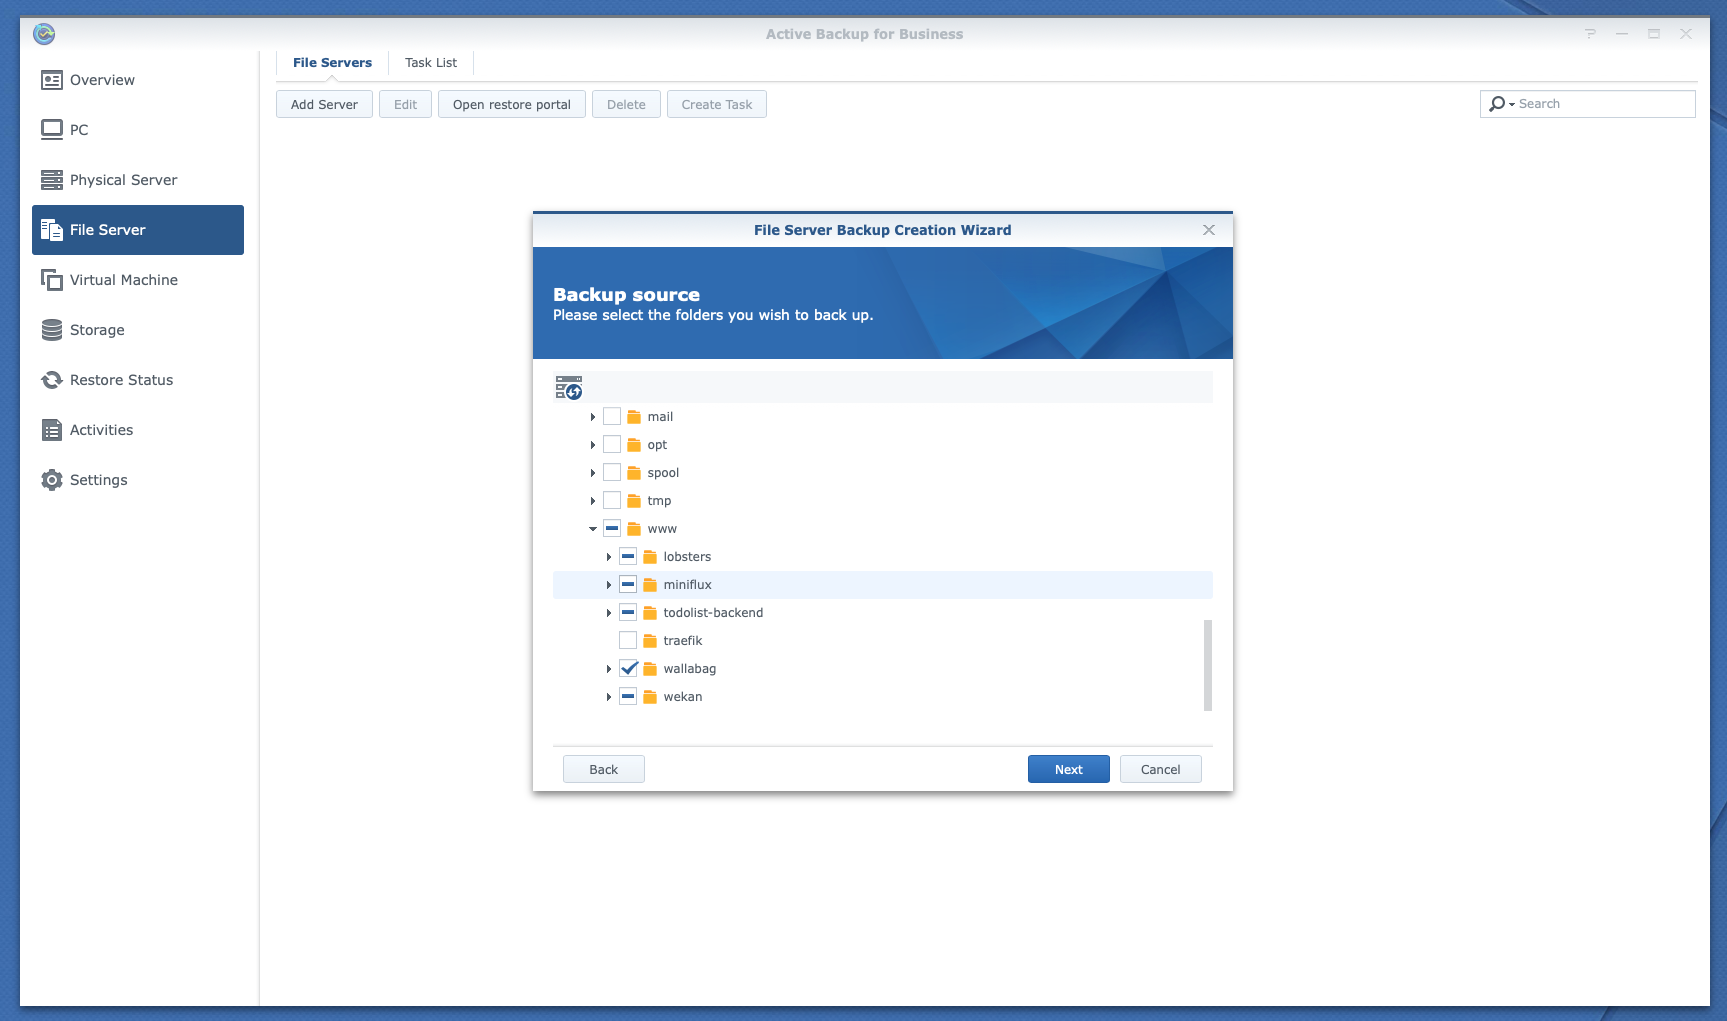 Active Backup for Business
Overview
PC
Physical Server
File Server
Virtual Machine
Storage
Restore Status
Activities
Settings
File Servers Task List
Add Server Edit Open restore portal Delete Create Task Search
File Server Backup Creation Wizard
Backup source
Please select the folders you wish to back up.
mail
opt
spool
tmp
www
lobsters
miniflux
todolist-backend
traefik
wallabag
wekan
Back Next Cancel